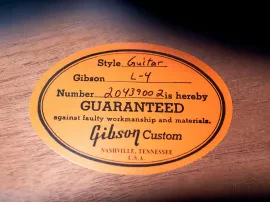 Style Guitar
Gibson L-4
Number 20439002 is hereby
GUARANTEED
against faulty workmanship and materials.
Gibson Custom
NASHVILLE, TENNESSEE
U.S.A.